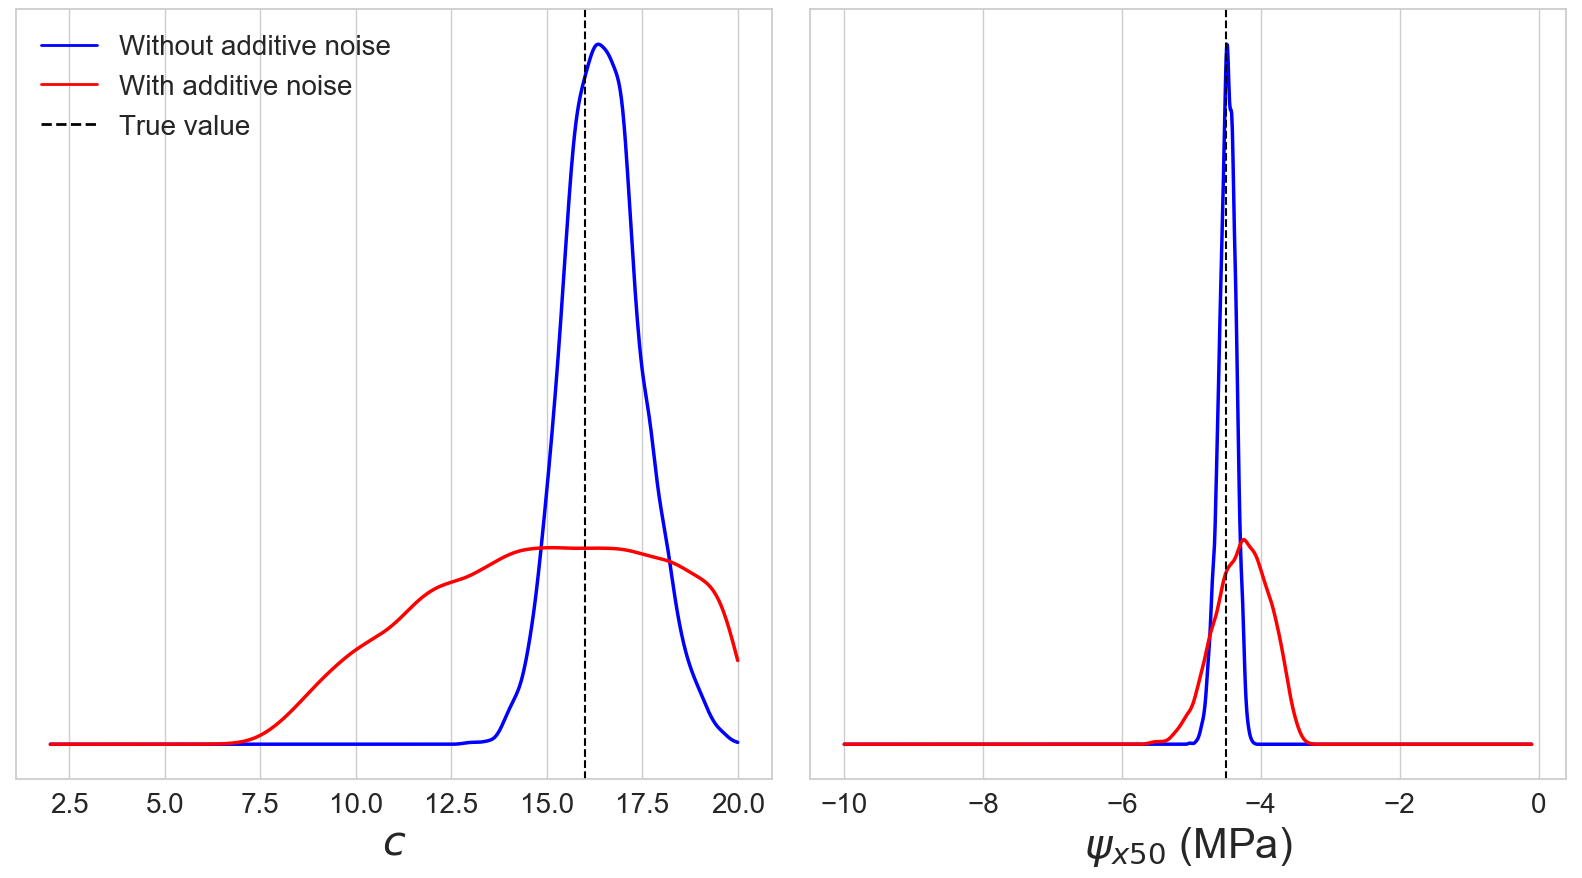 Without additive noise
With additive noise
True value
2.5 5.0 7.5 10.0 12.5 15.0 17.5 20.0
c
−10 −8 −6 −4 −2 0
ψx50 (MPa)